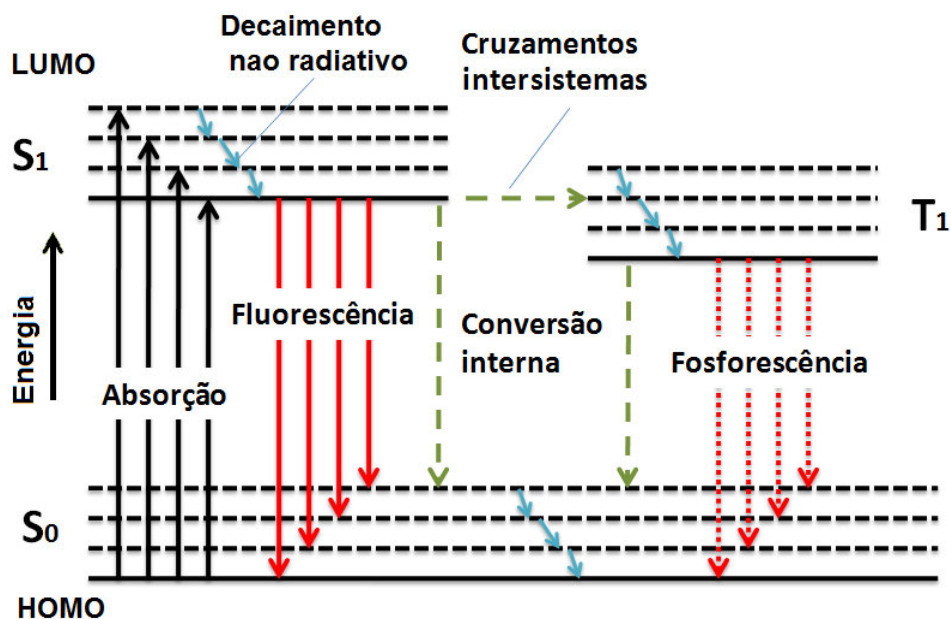 Decaimento
nao radiativo
LUMO
Cruzamentos
intersistemas
S1
T1
Energia
Fluorescência
Conversão
interna
Absorção
Fosforescência
S0
HOMO